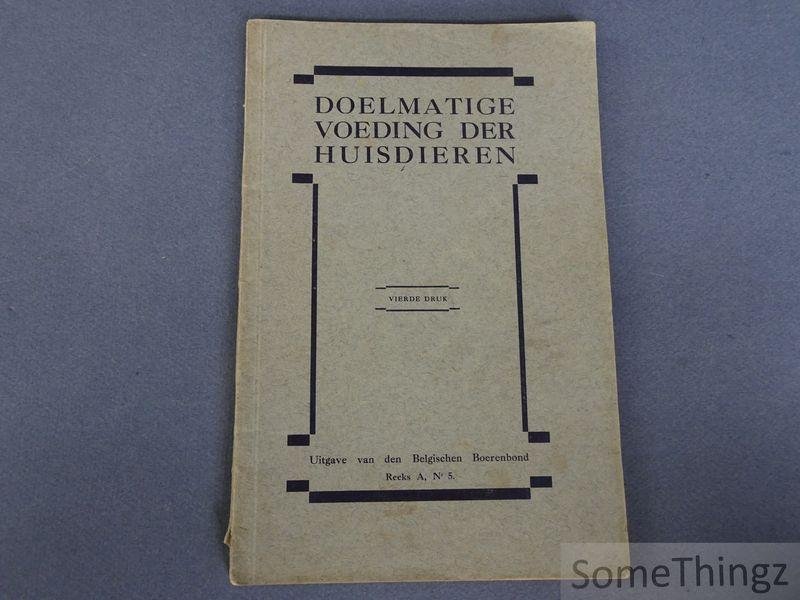 DOELMATIGE
VOEDING DER
HUISDIEREN
VIERDE DRUK
Uitgave van den Belgischen Boerenbond
Reeks A, Nr 5.
SomeThingz